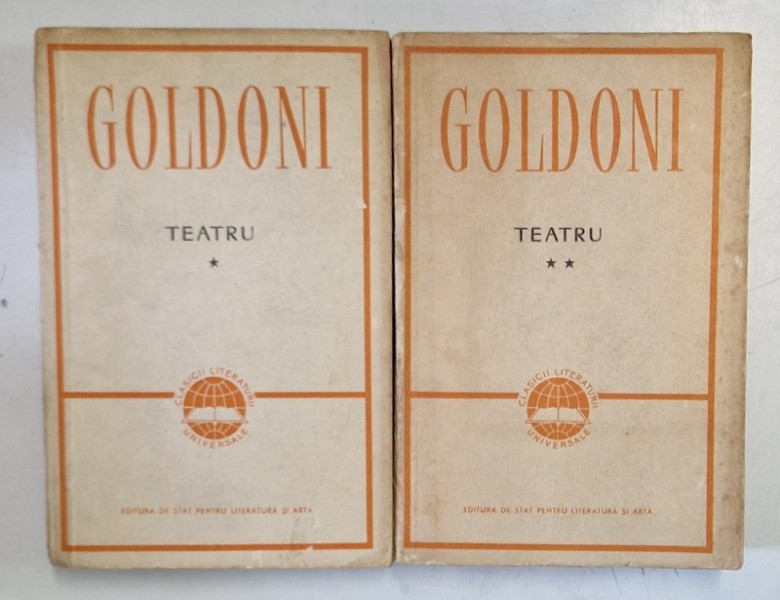 GOLDONI
TEATRU
★
CLASICII LITERATURII
UNIVERSALE
EDITURA DE STAT PENTRU LITERATURĂ ȘI ARTĂ
GOLDONI
TEATRU
★★
CLASICII LITERATURII
UNIVERSALE
EDITURA DE STAT PENTRU LITERATURĂ ȘI ARTĂ